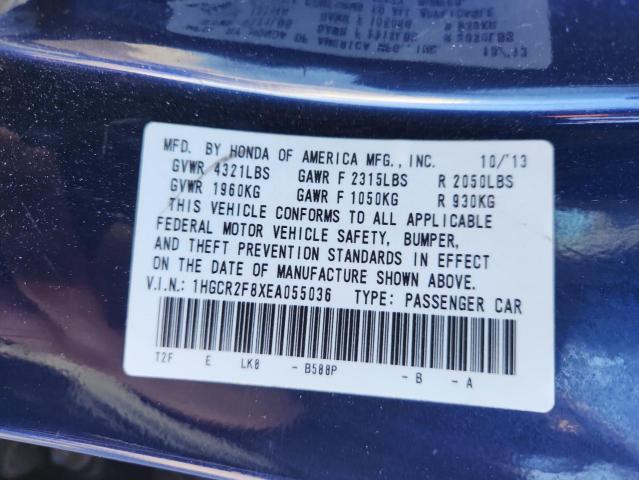 MFD. BY HONDA OF AMERICA MFG., INC. 10/13
GVWR 4321LBS GAWR F 2315LBS R 2050LBS
GVWR 1960KG GAWR F 1050KG R 930KG
THIS VEHICLE CONFORMS TO ALL APPLICABLE
FEDERAL MOTOR VEHICLE SAFETY, BUMPER,
AND THEFT PREVENTION STANDARDS IN EFFECT
ON THE DATE OF MANUFACTURE SHOWN ABOVE.
V.I.N.: 1HGCR2F8XEA055036 TYPE: PASSENGER CAR
T2F E LK0 - B588P - B - A